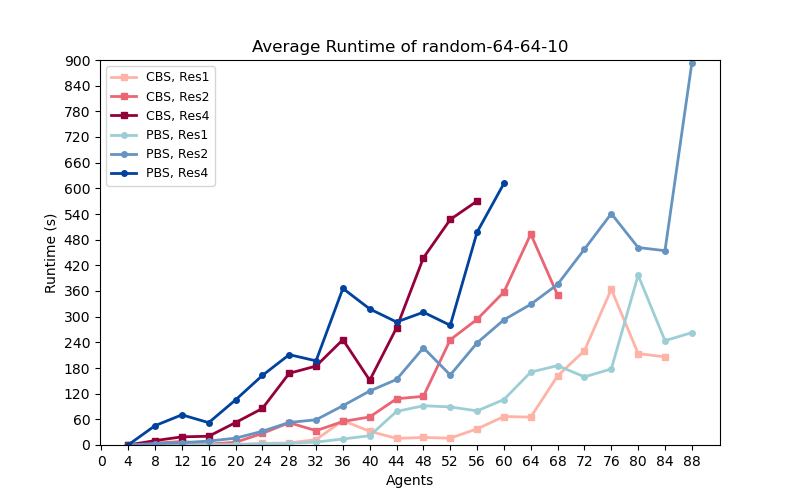 Average Runtime of random-64-64-10
900
840
780
720
660
600
540
480
420
360
300
240
180
120
60
0
Runtime (s)
CBS, Res1
CBS, Res2
CBS, Res4
PBS, Res1
PBS, Res2
PBS, Res4
0 4 8 12 16 20 24 28 32 36 40 44 48 52 56 60 64 68 72 76 80 84 88
Agents